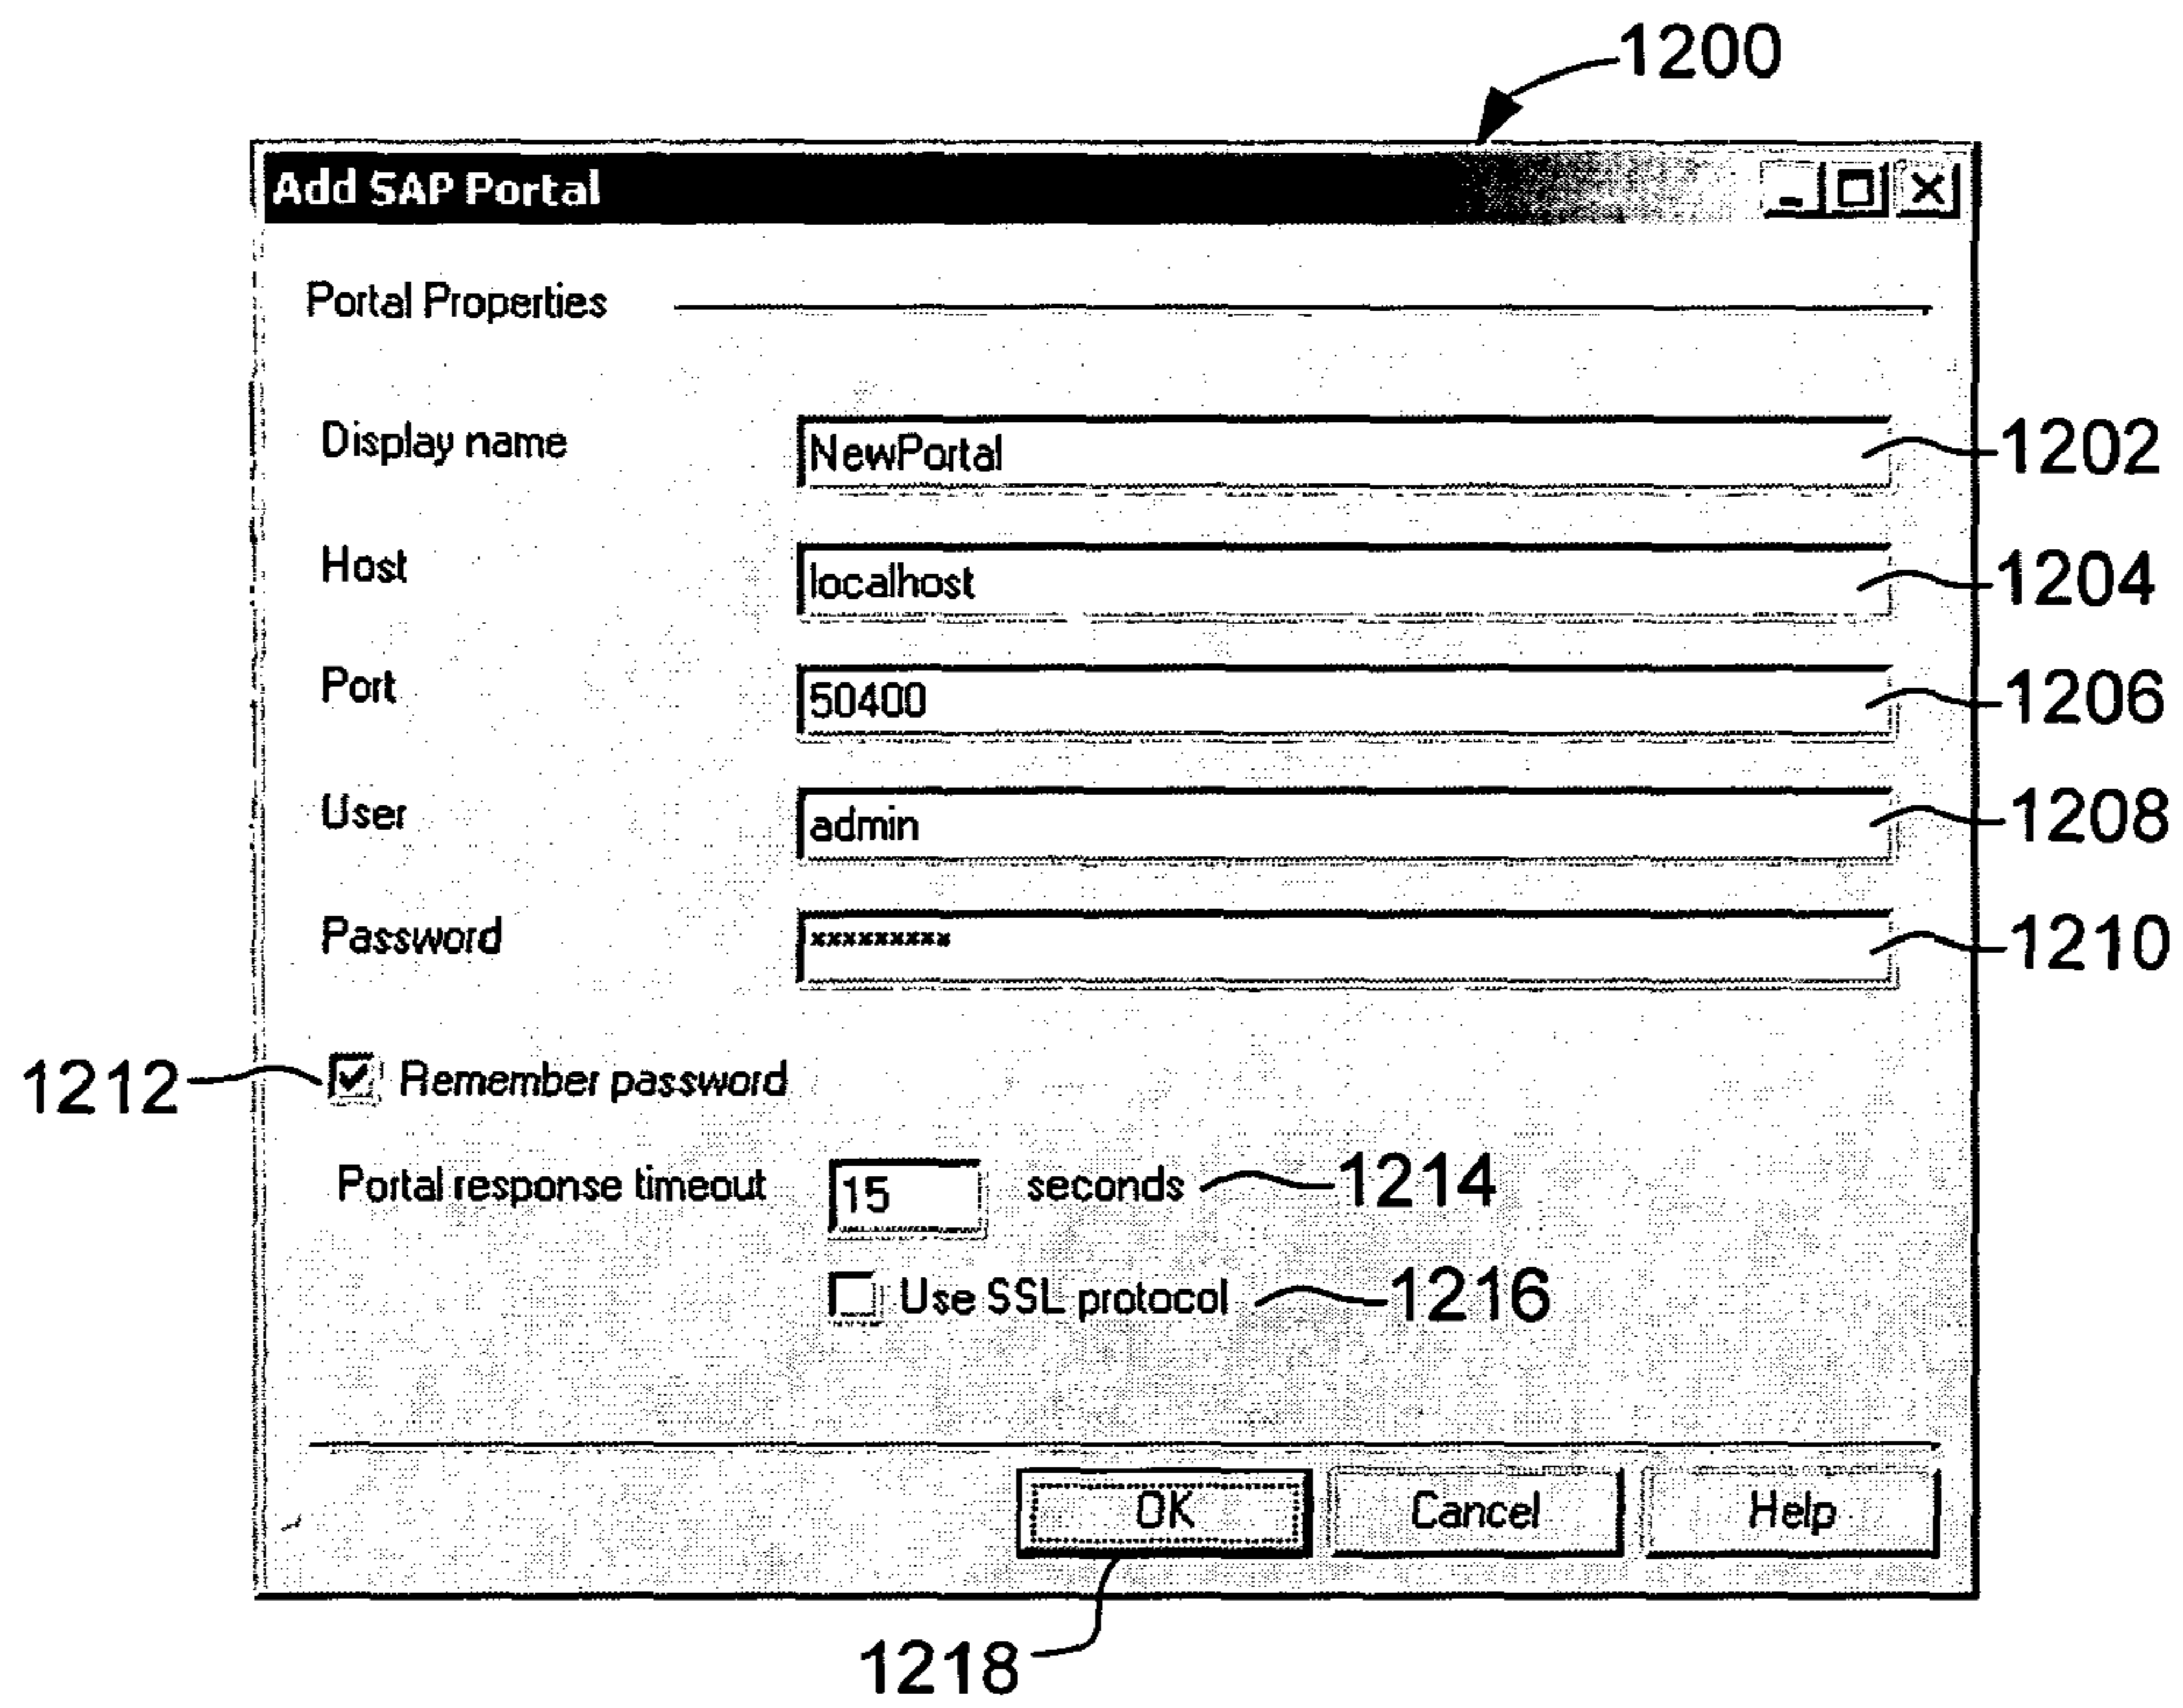 1200
Add SAP Portal
Portal Properties
Display name NewPortal 1202
Host localhost 1204
Port 50400 1206
User admin 1208
Password xxxxxxxxx 1210
1212 Remember password
Portal response timeout 15 seconds 1214
Use SSL protocol 1216
OK Cancel Help
1218